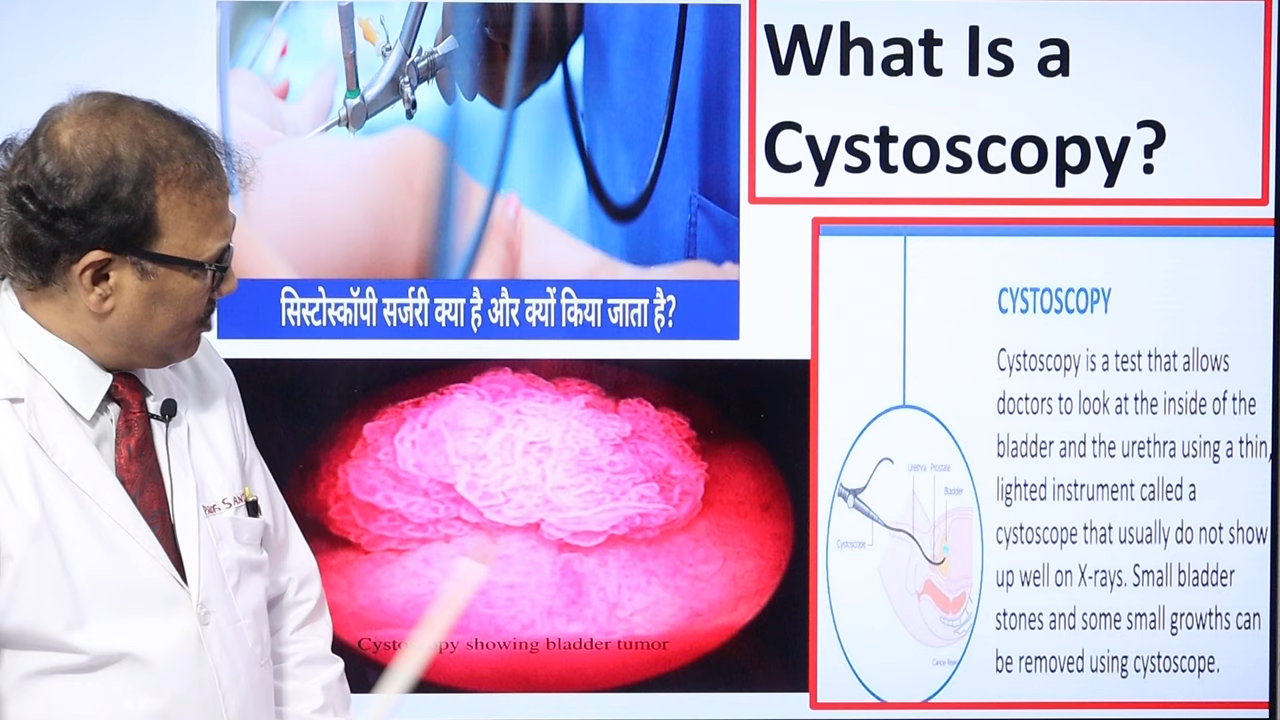 What Is a
Cystoscopy?
सिस्टोस्कॉपी सर्जरी क्या है और क्यों किया जाता है?
CYSTOSCOPY
Cystoscopy is a test that allows
doctors to look at the inside of the
bladder and the urethra using a thin,
lighted instrument called a
cystoscope that usually do not show
up well on X-rays. Small bladder
stones and some small growths can
be removed using cystoscope.
Urethra Prostate
Bladder
Cystoscope
showing bladder tumor